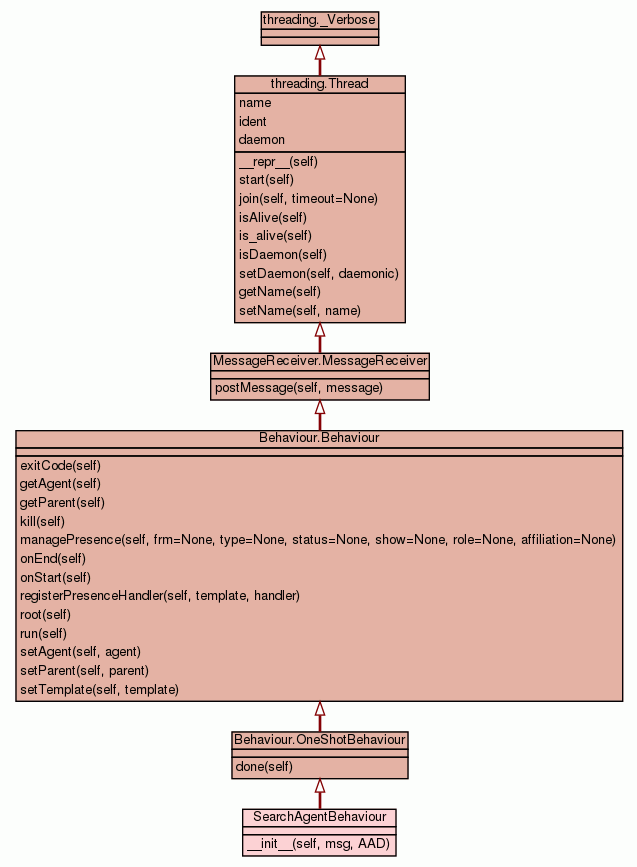 threading._Verbose
threading.Thread
name
ident
daemon
__repr__(self)
start(self)
join(self, timeout=None)
isAlive(self)
is_alive(self)
isDaemon(self)
setDaemon(self, daemonic)
getName(self)
setName(self, name)
MessageReceiver.MessageReceiver
postMessage(self, message)
Behaviour.Behaviour
exitCode(self)
getAgent(self)
getParent(self)
kill(self)
managePresence(self, frm=None, type=None, status=None, show=None, role=None, affiliation=None)
onEnd(self)
onStart(self)
registerPresenceHandler(self, template, handler)
root(self)
run(self)
setAgent(self, agent)
setParent(self, parent)
setTemplate(self, template)
Behaviour.OneShotBehaviour
done(self)
SearchAgentBehaviour
__init__(self, msg, AAD)